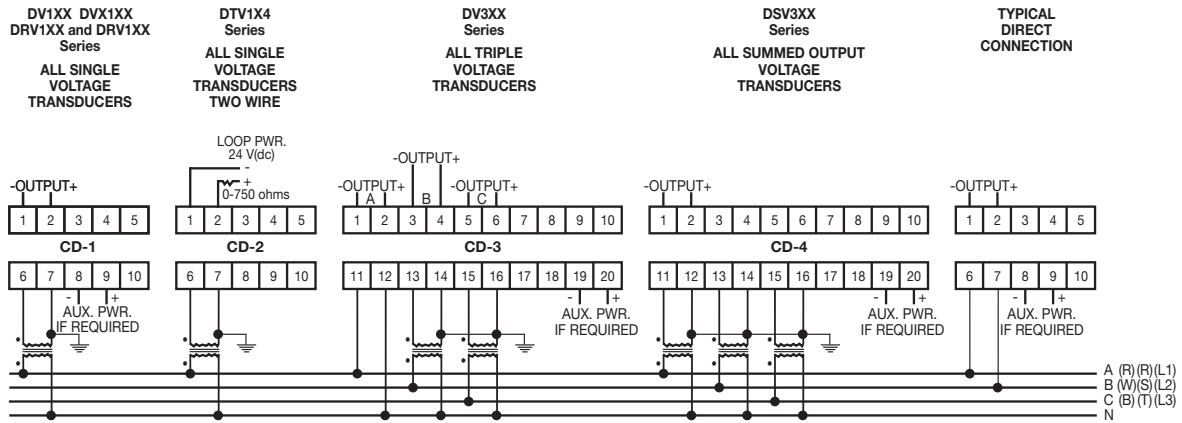 DV1XX DVX1XX
DRV1XX and DRV1XX
Series
ALL SINGLE
VOLTAGE
TRANSDUCERS
DTV1X4
Series
ALL SINGLE
VOLTAGE
TRANSDUCERS
TWO WIRE
DV3XX
Series
ALL TRIPLE
VOLTAGE
TRANSDUCERS
DSV3XX
Series
ALL SUMMED OUTPUT
VOLTAGE
TRANSDUCERS
TYPICAL
DIRECT
CONNECTION
-OUTPUT+
1 2 3 4 5
CD-1
6 7 8 9 10
- +
AUX. PWR.
IF REQUIRED
LOOP PWR.
24 V(dc)
-
+
0-750 ohms
1 2 3 4 5
CD-2
6 7 8 9 10
-OUTPUT+
-OUTPUT+ -OUTPUT+
A B C
1 2 3 4 5 6 7 8 9 10
CD-3
11 12 13 14 15 16 17 18 19 20
- +
AUX. PWR.
IF REQUIRED
-OUTPUT+
1 2 3 4 5 6 7 8 9 10
CD-4
11 12 13 14 15 16 17 18 19 20
- +
AUX. PWR.
IF REQUIRED
-OUTPUT+
1 2 3 4 5
6 7 8 9 10
- +
AUX. PWR.
IF REQUIRED
A (R)(R)(L1)
B (W)(S)(L2)
C (B)(T)(L3)
N